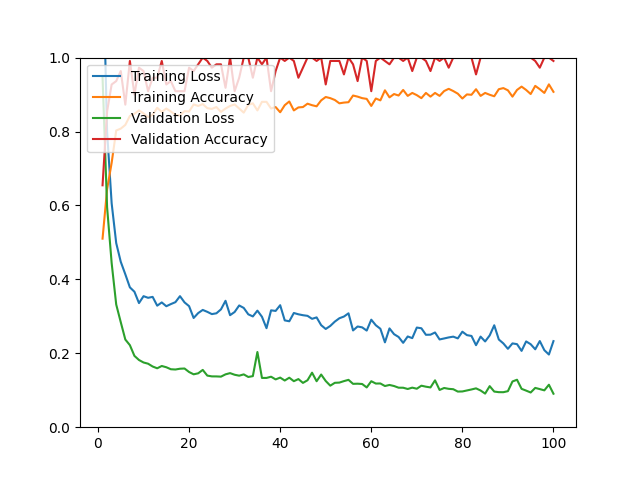 1.0
0.8
0.6
0.4
0.2
0.0
Training Loss
Training Accuracy
Validation Loss
Validation Accuracy
0 20 40 60 80 100